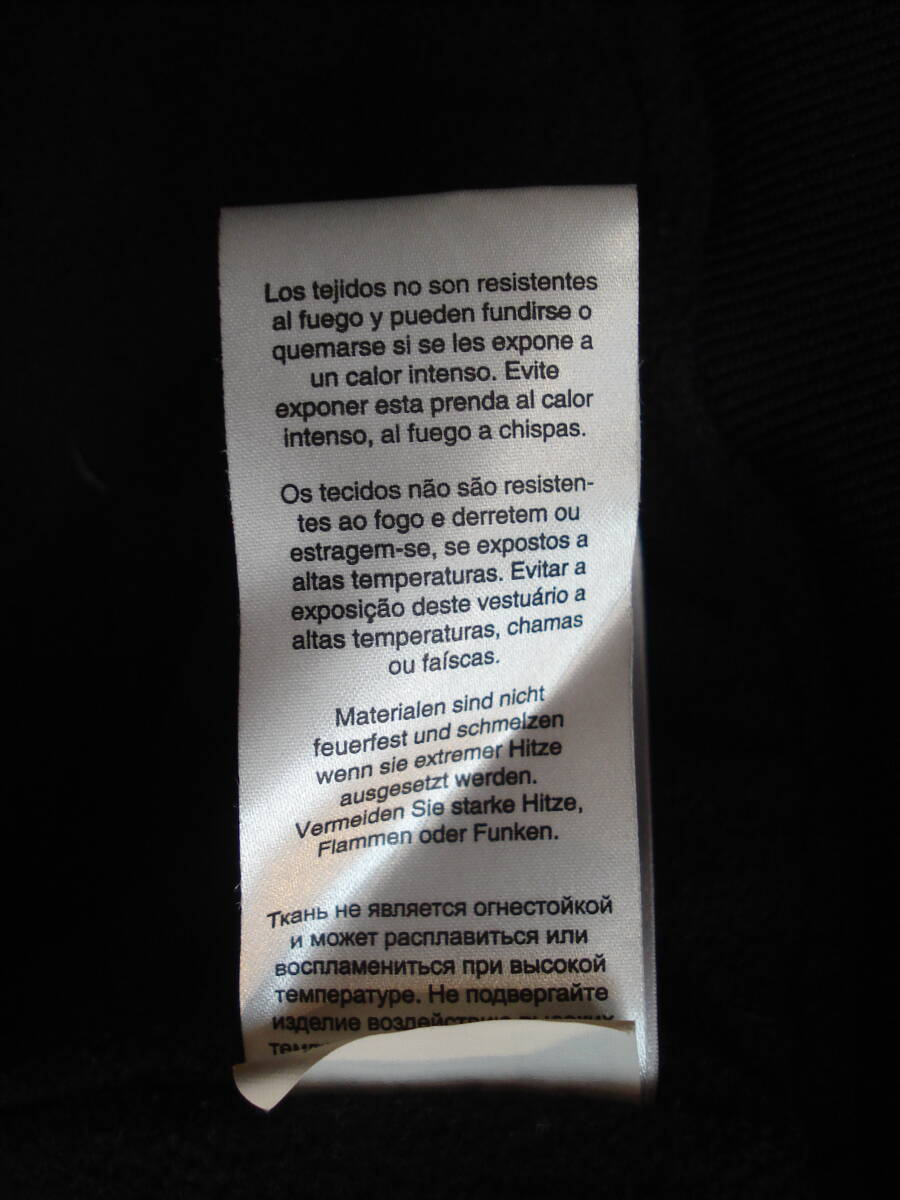 Los tejidos no son resistentes
al fuego y pueden fundirse o
quemarse si se les expone a
un calor intenso. Evite
exponer esta prenda al calor
intenso, al fuego a chispas.
Os tecidos não são resisten-
tes ao fogo e derretem ou
estragem-se, se expostos a
altas temperaturas. Evitar a
exposição deste vestuário a
altas temperaturas, chamas
ou faíscas.
Materialen sind nicht
feuerfest und schmelzen
wenn sie extremer Hitze
ausgesetzt werden.
Vermeiden Sie starke Hitze,
Flammen oder Funken.
Ткань не является огнестойкой
и может расплавиться или
воспламениться при высокой
температуре. Не подвергайте
изделие